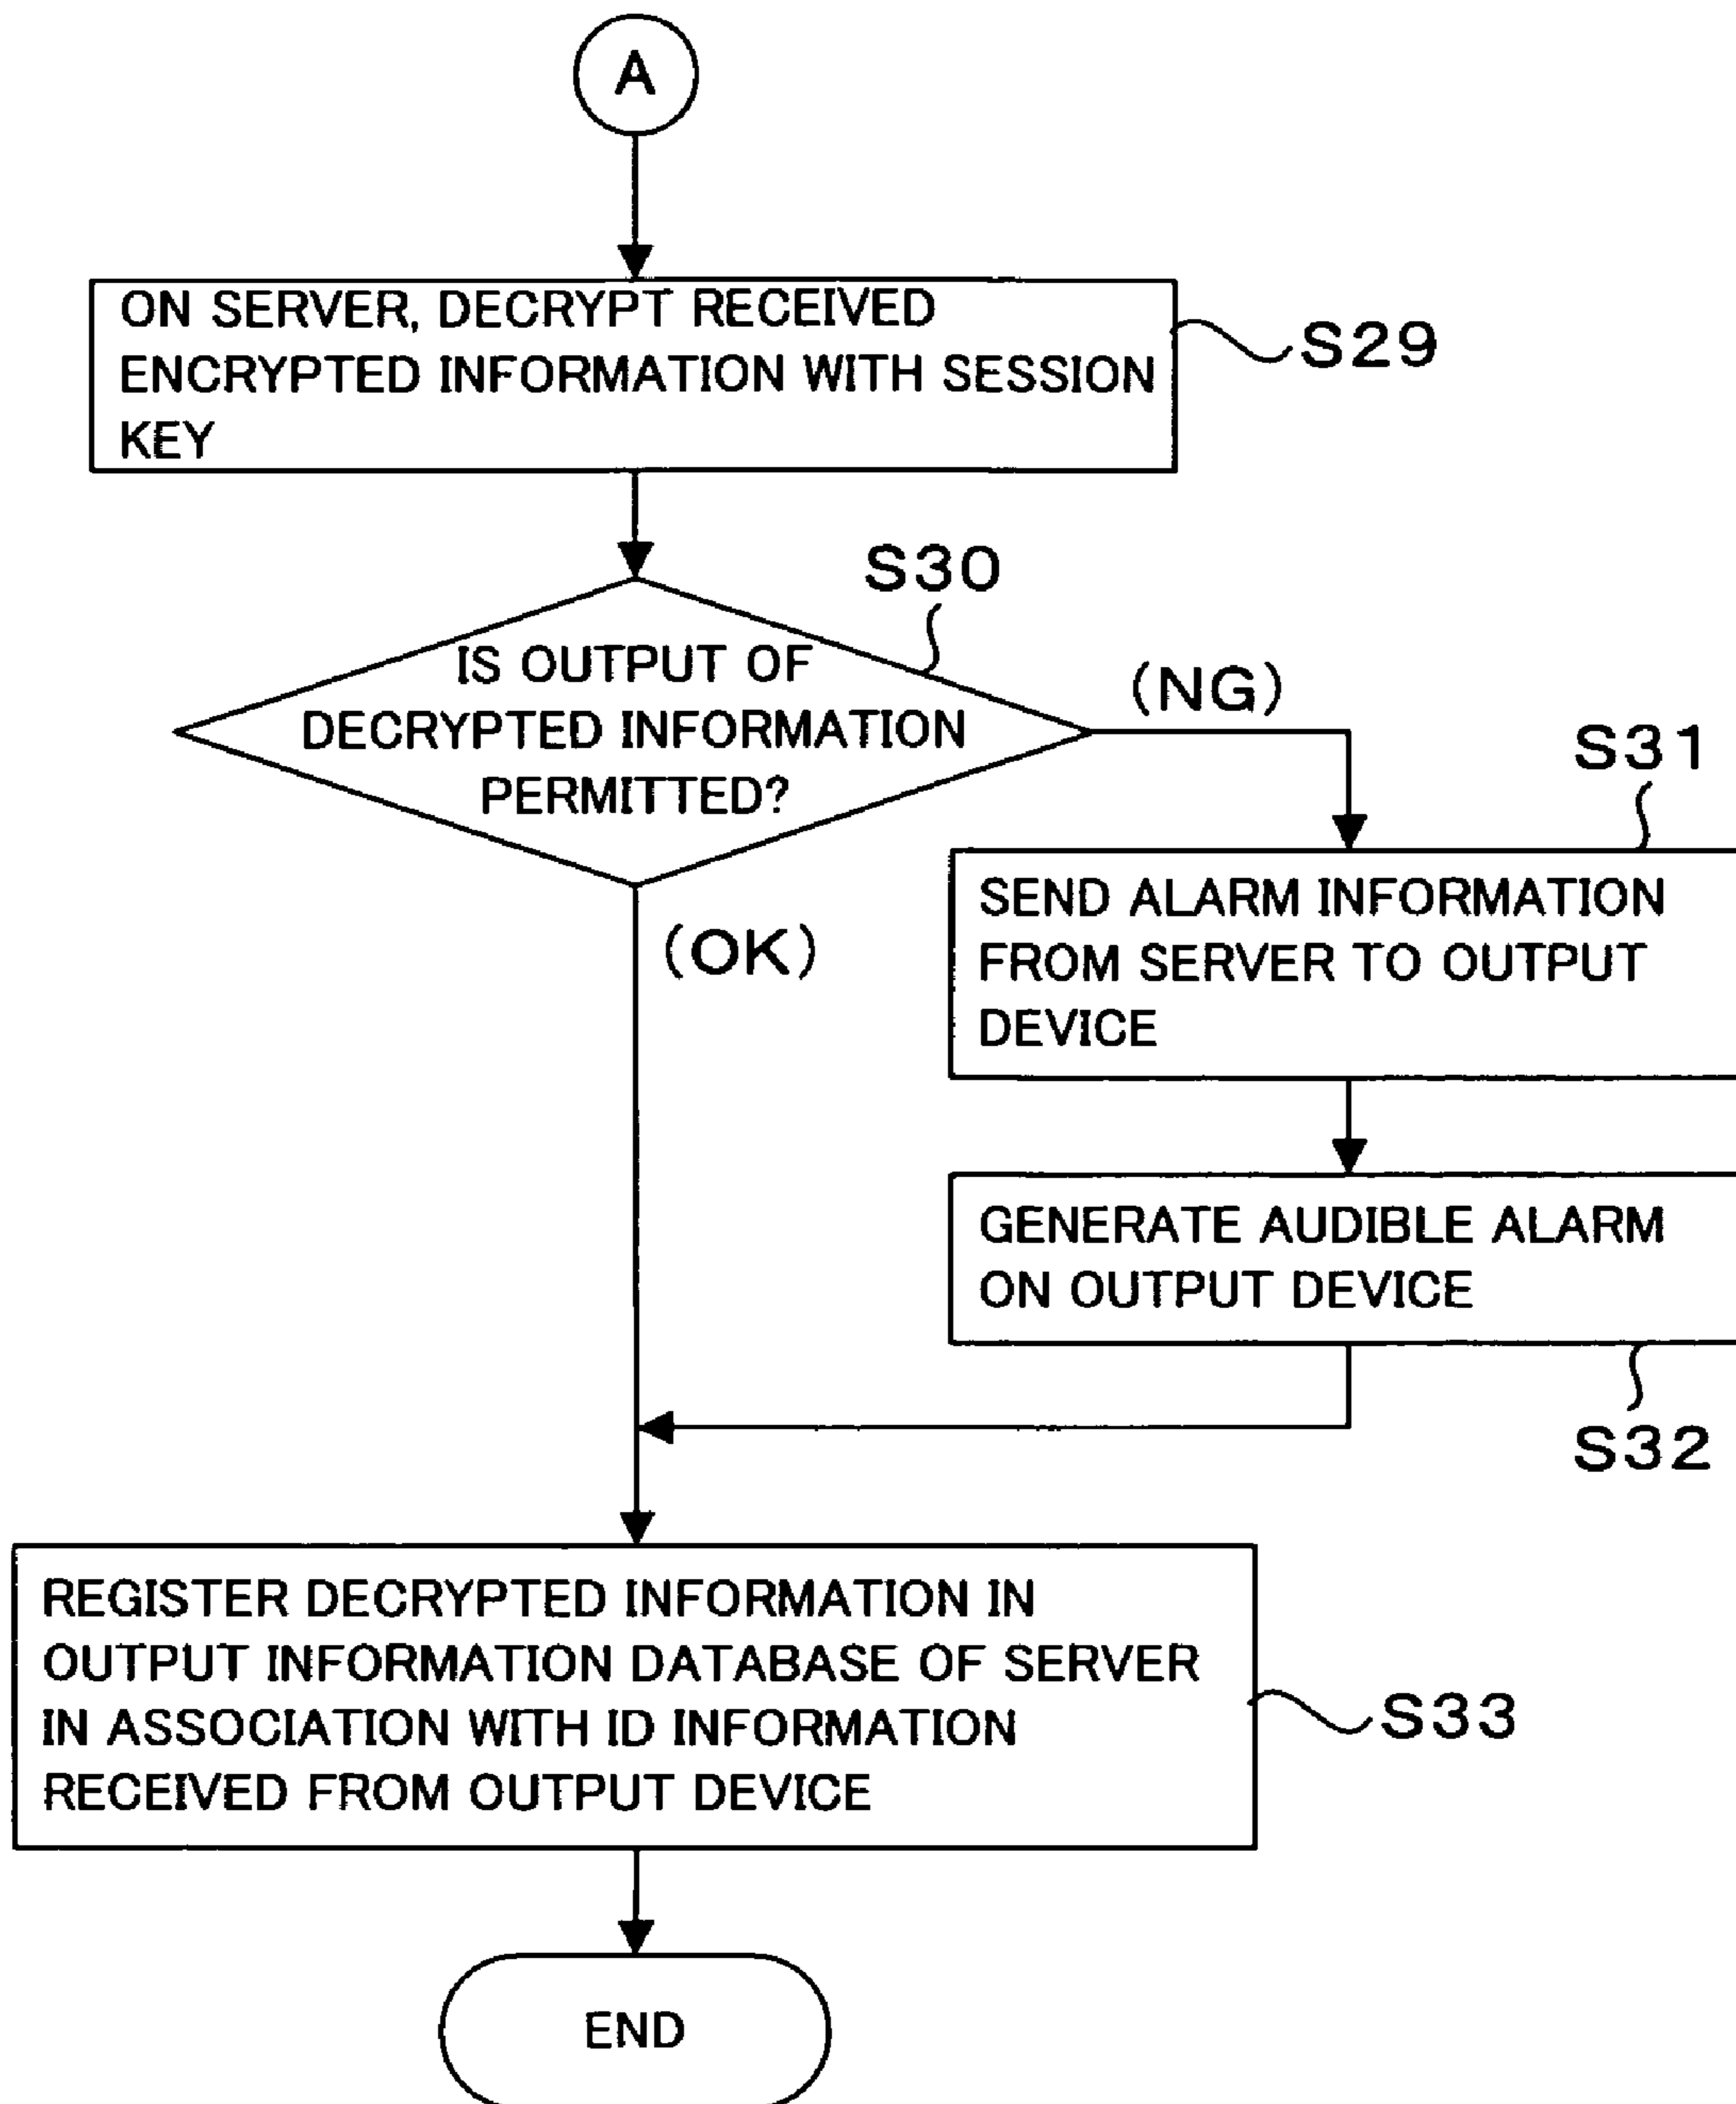 A
ON SERVER, DECRYPT RECEIVED
ENCRYPTED INFORMATION WITH SESSION
KEY
S29
S30
IS OUTPUT OF
DECRYPTED INFORMATION
PERMITTED?
(NG)
(OK)
S31
SEND ALARM INFORMATION
FROM SERVER TO OUTPUT
DEVICE
GENERATE AUDIBLE ALARM
ON OUTPUT DEVICE
S32
REGISTER DECRYPTED INFORMATION IN
OUTPUT INFORMATION DATABASE OF SERVER
IN ASSOCIATION WITH ID INFORMATION
RECEIVED FROM OUTPUT DEVICE
S33
END